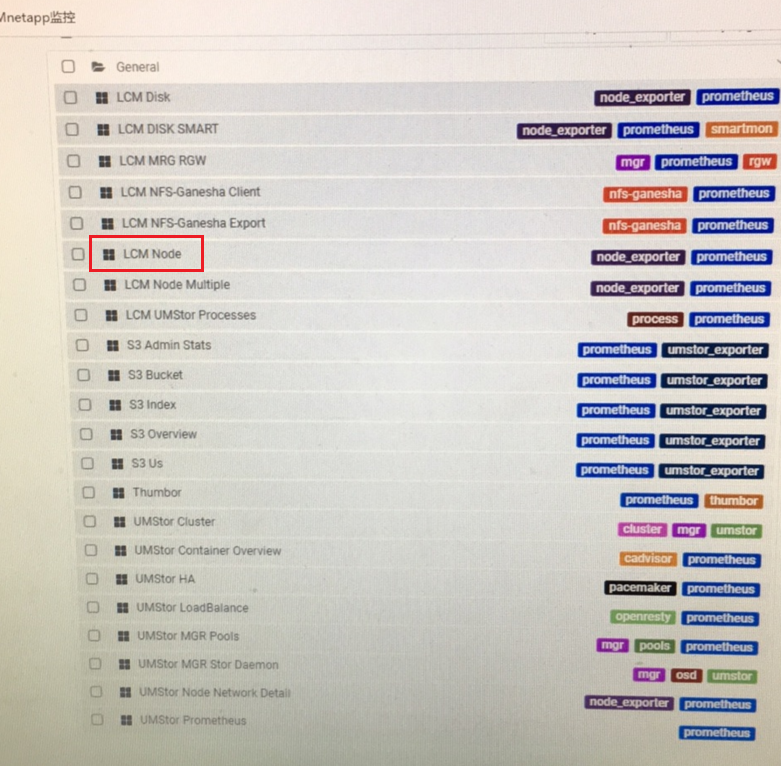 netapp监控
General
LCM Disk node_exporter prometheus
LCM DISK SMART node_exporter prometheus smartmon
LCM MRG RGW mgr prometheus rgw
LCM NFS-Ganesha Client nfs-ganesha prometheus
LCM NFS-Ganesha Export nfs-ganesha prometheus
LCM Node node_exporter prometheus
LCM Node Multiple node_exporter prometheus
LCM UMStor Processes process prometheus
S3 Admin Stats prometheus umstor_exporter
S3 Bucket prometheus umstor_exporter
S3 Index prometheus umstor_exporter
S3 Overview prometheus umstor_exporter
S3 Us prometheus umstor_exporter
Thumbor prometheus thumbor
UMStor Cluster cluster mgr umstor
UMStor Container Overview cadvisor prometheus
UMStor HA pacemaker prometheus
UMStor LoadBalance openresty prometheus
UMStor MGR Pools mgr pools prometheus
UMStor MGR Stor Daemon mgr osd umstor
UMStor Node Network Detail node_exporter prometheus
UMStor Prometheus prometheus